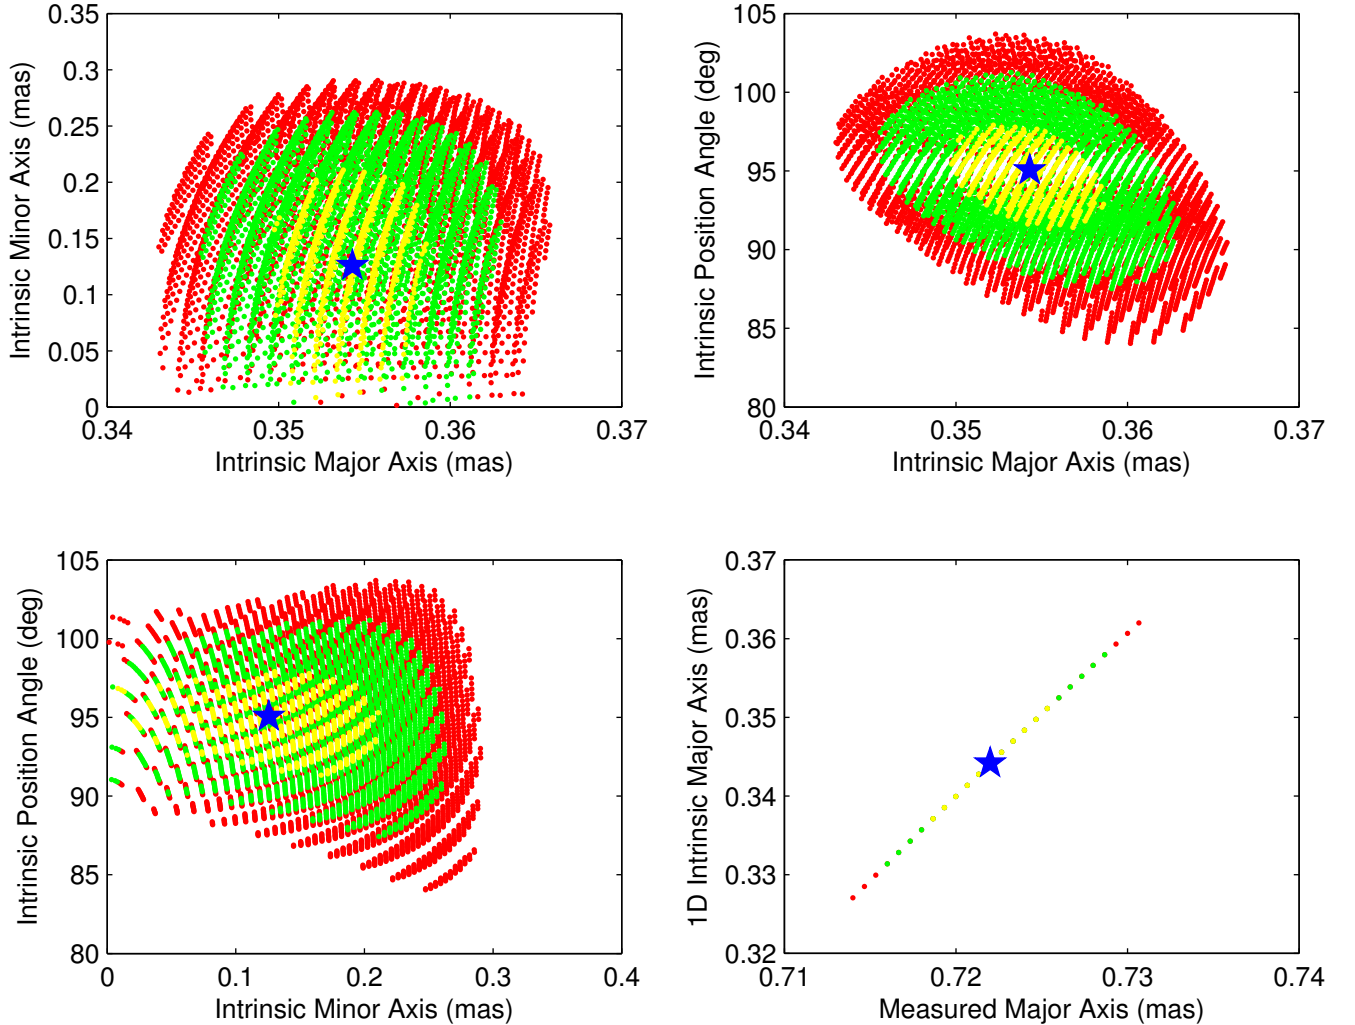 0.35
0.3
0.25
0.2
0.15
0.1
0.05
0
Intrinsic Minor Axis (mas)
0.34 0.35 0.36 0.37
Intrinsic Major Axis (mas)
105
100
95
90
85
80
Intrinsic Position Angle (deg)
0.34 0.35 0.36 0.37
Intrinsic Major Axis (mas)
105
100
95
90
85
80
Intrinsic Position Angle (deg)
0 0.1 0.2 0.3 0.4
Intrinsic Minor Axis (mas)
0.37
0.36
0.35
0.34
0.33
0.32
1D Intrinsic Major Axis (mas)
0.71 0.72 0.73 0.74
Measured Major Axis (mas)